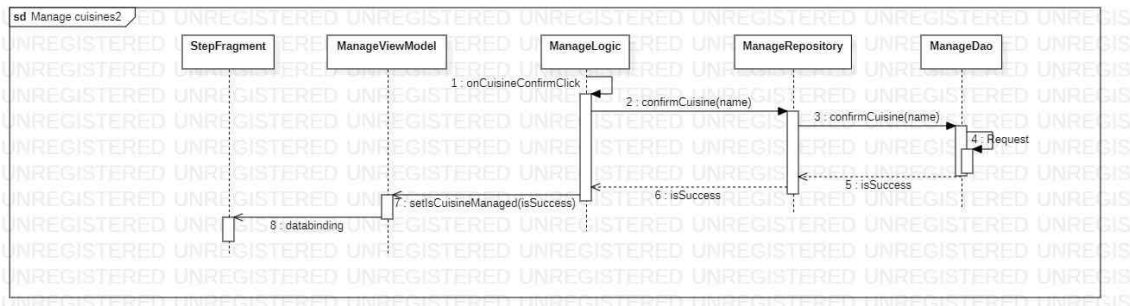 sd Manage cuisines2
StepFragment
ManageViewModel
ManageLogic
ManageRepository
ManageDao
1 : onCuisineConfirmClick
2 : confirmCuisine(name)
3 : confirmCuisine(name)
4 : Request
5 : isSuccess
6 : isSuccess
7 : setIsCuisineManaged(isSuccess)
8 : databinding
UNREGISTERED